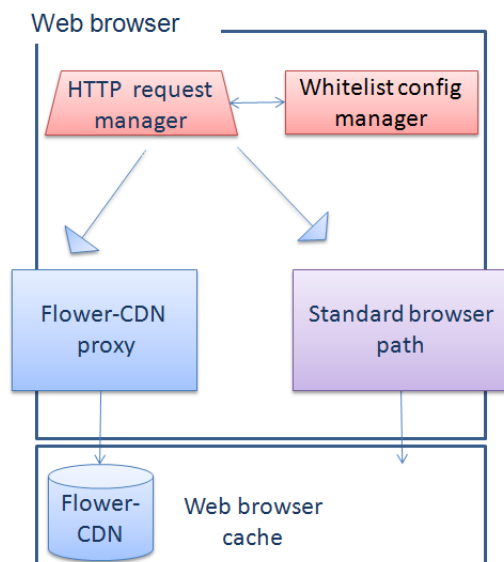 Web browser
HTTP request
manager
Whitelist config
manager
Flower-CDN
proxy
Standard browser
path
Flower-
CDN
Web browser
cache